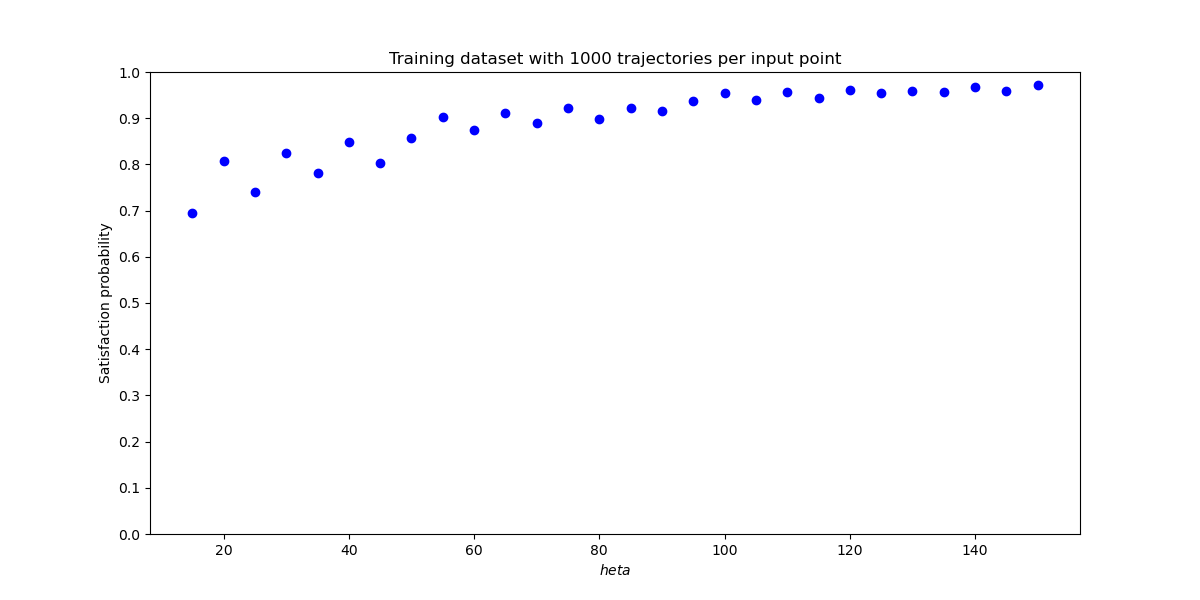 Training dataset with 1000 trajectories per input point
1.0
0.9
0.8
0.7
0.6
0.5
0.4
0.3
0.2
0.1
0.0
Satisfaction probability
20 40 60 80 100 120 140
heta